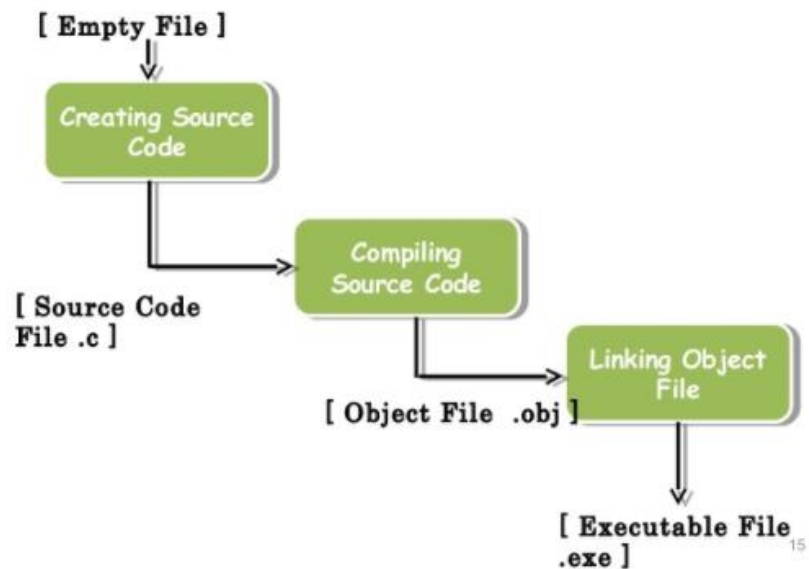 [ Empty File ]
Creating Source
Code
Compiling
Source Code
[ Source Code
File .c ]
Linking Object
File
[ Object File .obj ]
[ Executable File
.exe ]
15